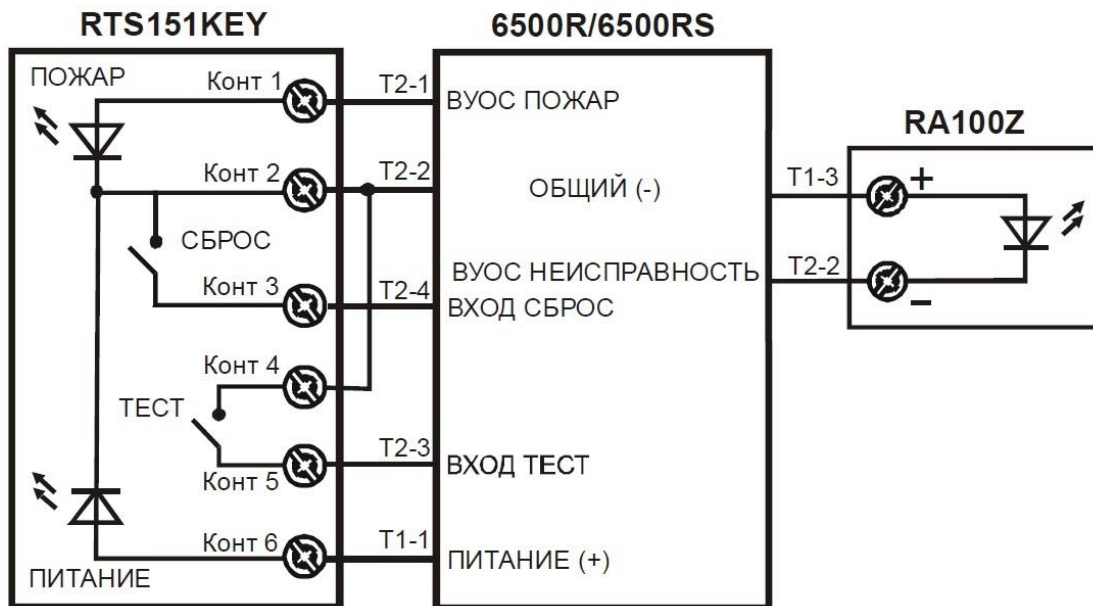 RTS151KEY
6500R/6500RS
RA100Z
ПОЖАР
Конт 1
T2-1
ВУОС ПОЖАР
Конт 2
T2-2
ОБЩИЙ (-)
T1-3
+
СБРОС
ВУОС НЕИСПРАВНОСТЬ
T2-2
Конт 3
T2-4
ВХОД СБРОС
−
Конт 4
ТЕСТ
T2-3
ВХОД ТЕСТ
Конт 5
Конт 6
T1-1
ПИТАНИЕ (+)
ПИТАНИЕ